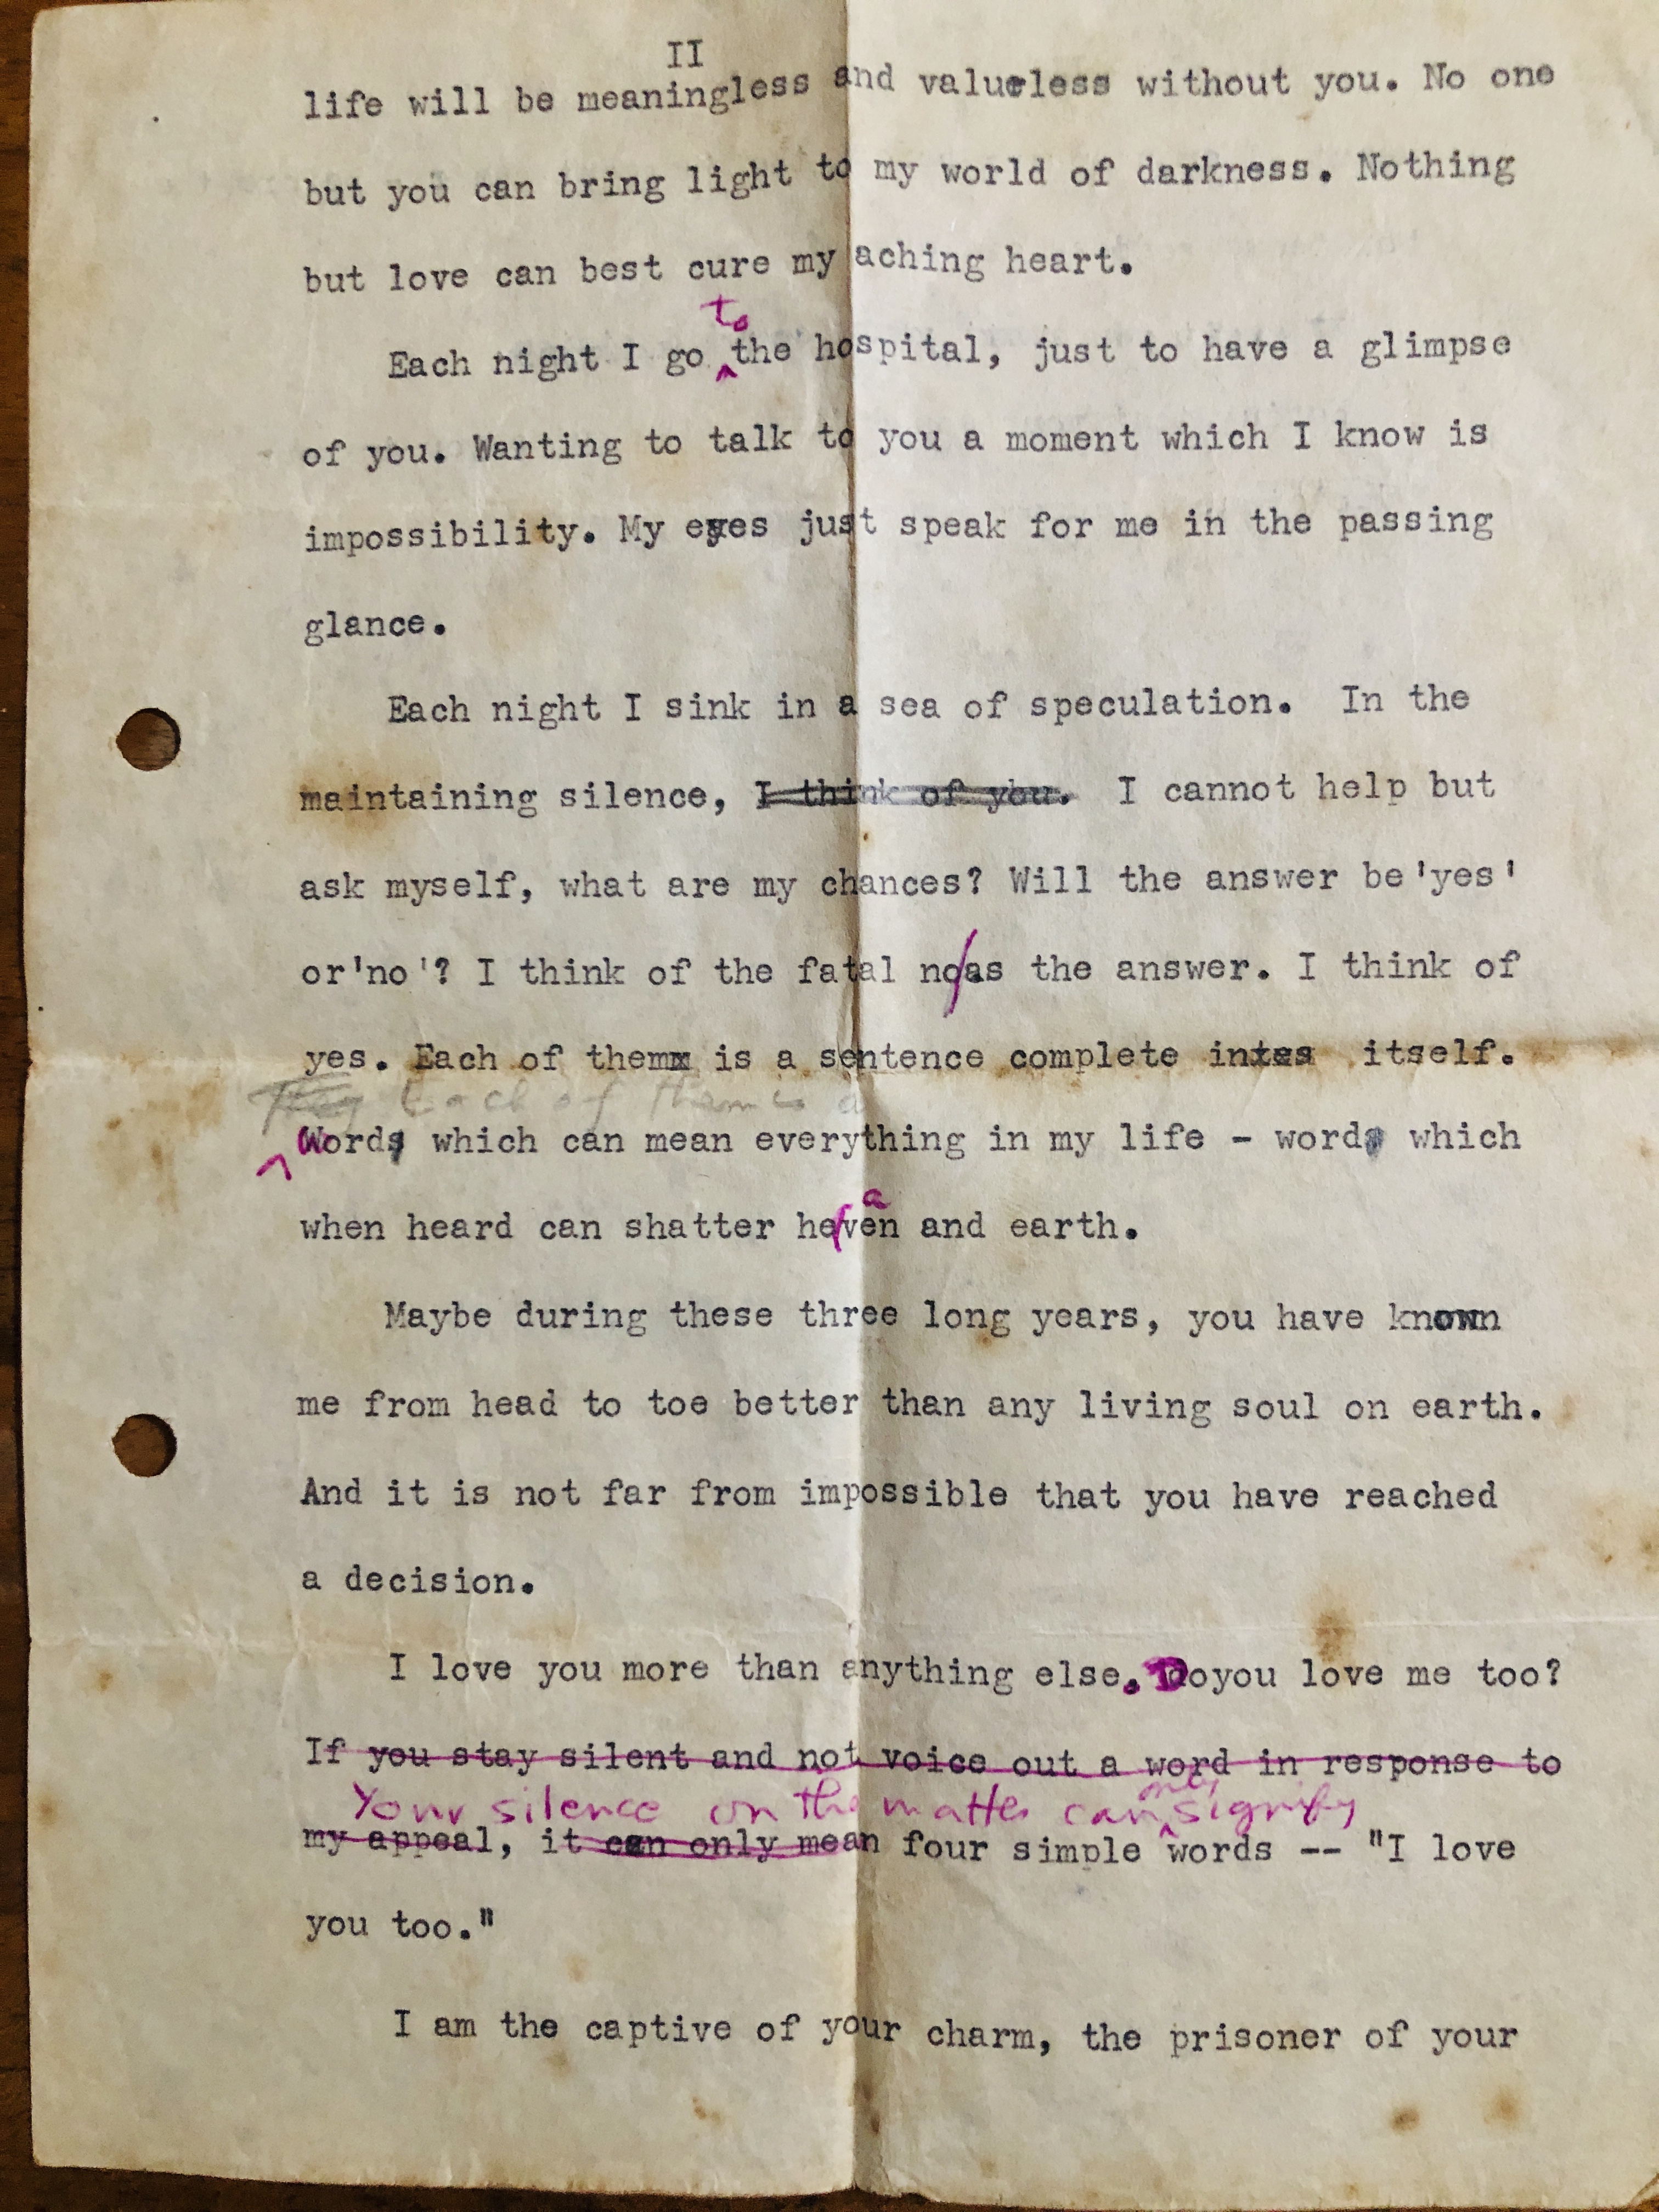 II
life will be meaningless and valueless without you. No one
but you can bring light to my world of darkness. Nothing
but love can best cure my aching heart.
to
Each night I go ^ the hospital, just to have a glimpse
of you. Wanting to talk to you a moment which I know is
impossibility. My eyes just speak for me in the passing
glance.
Each night I sink in a sea of speculation. In the
maintaining silence, I think of you. I cannot help but
ask myself, what are my chances? Will the answer be 'yes'
or 'no'? I think of the fatal no/as the answer. I think of
yes. Each of them is a sentence complete in itself.
Each of them is a
^ Words which can mean everything in my life - words which
a
when heard can shatter heven and earth.
Maybe during these three long years, you have known
me from head to toe better than any living soul on earth.
And it is not far from impossible that you have reached
a decision.
I love you more than anything else. Do you love me too?
If you stay silent and not voice out a word in response to
only
Your silence on the matter can ^ signify
my appeal, it can only mean four simple words -- "I love
you too."
I am the captive of your charm, the prisoner of your